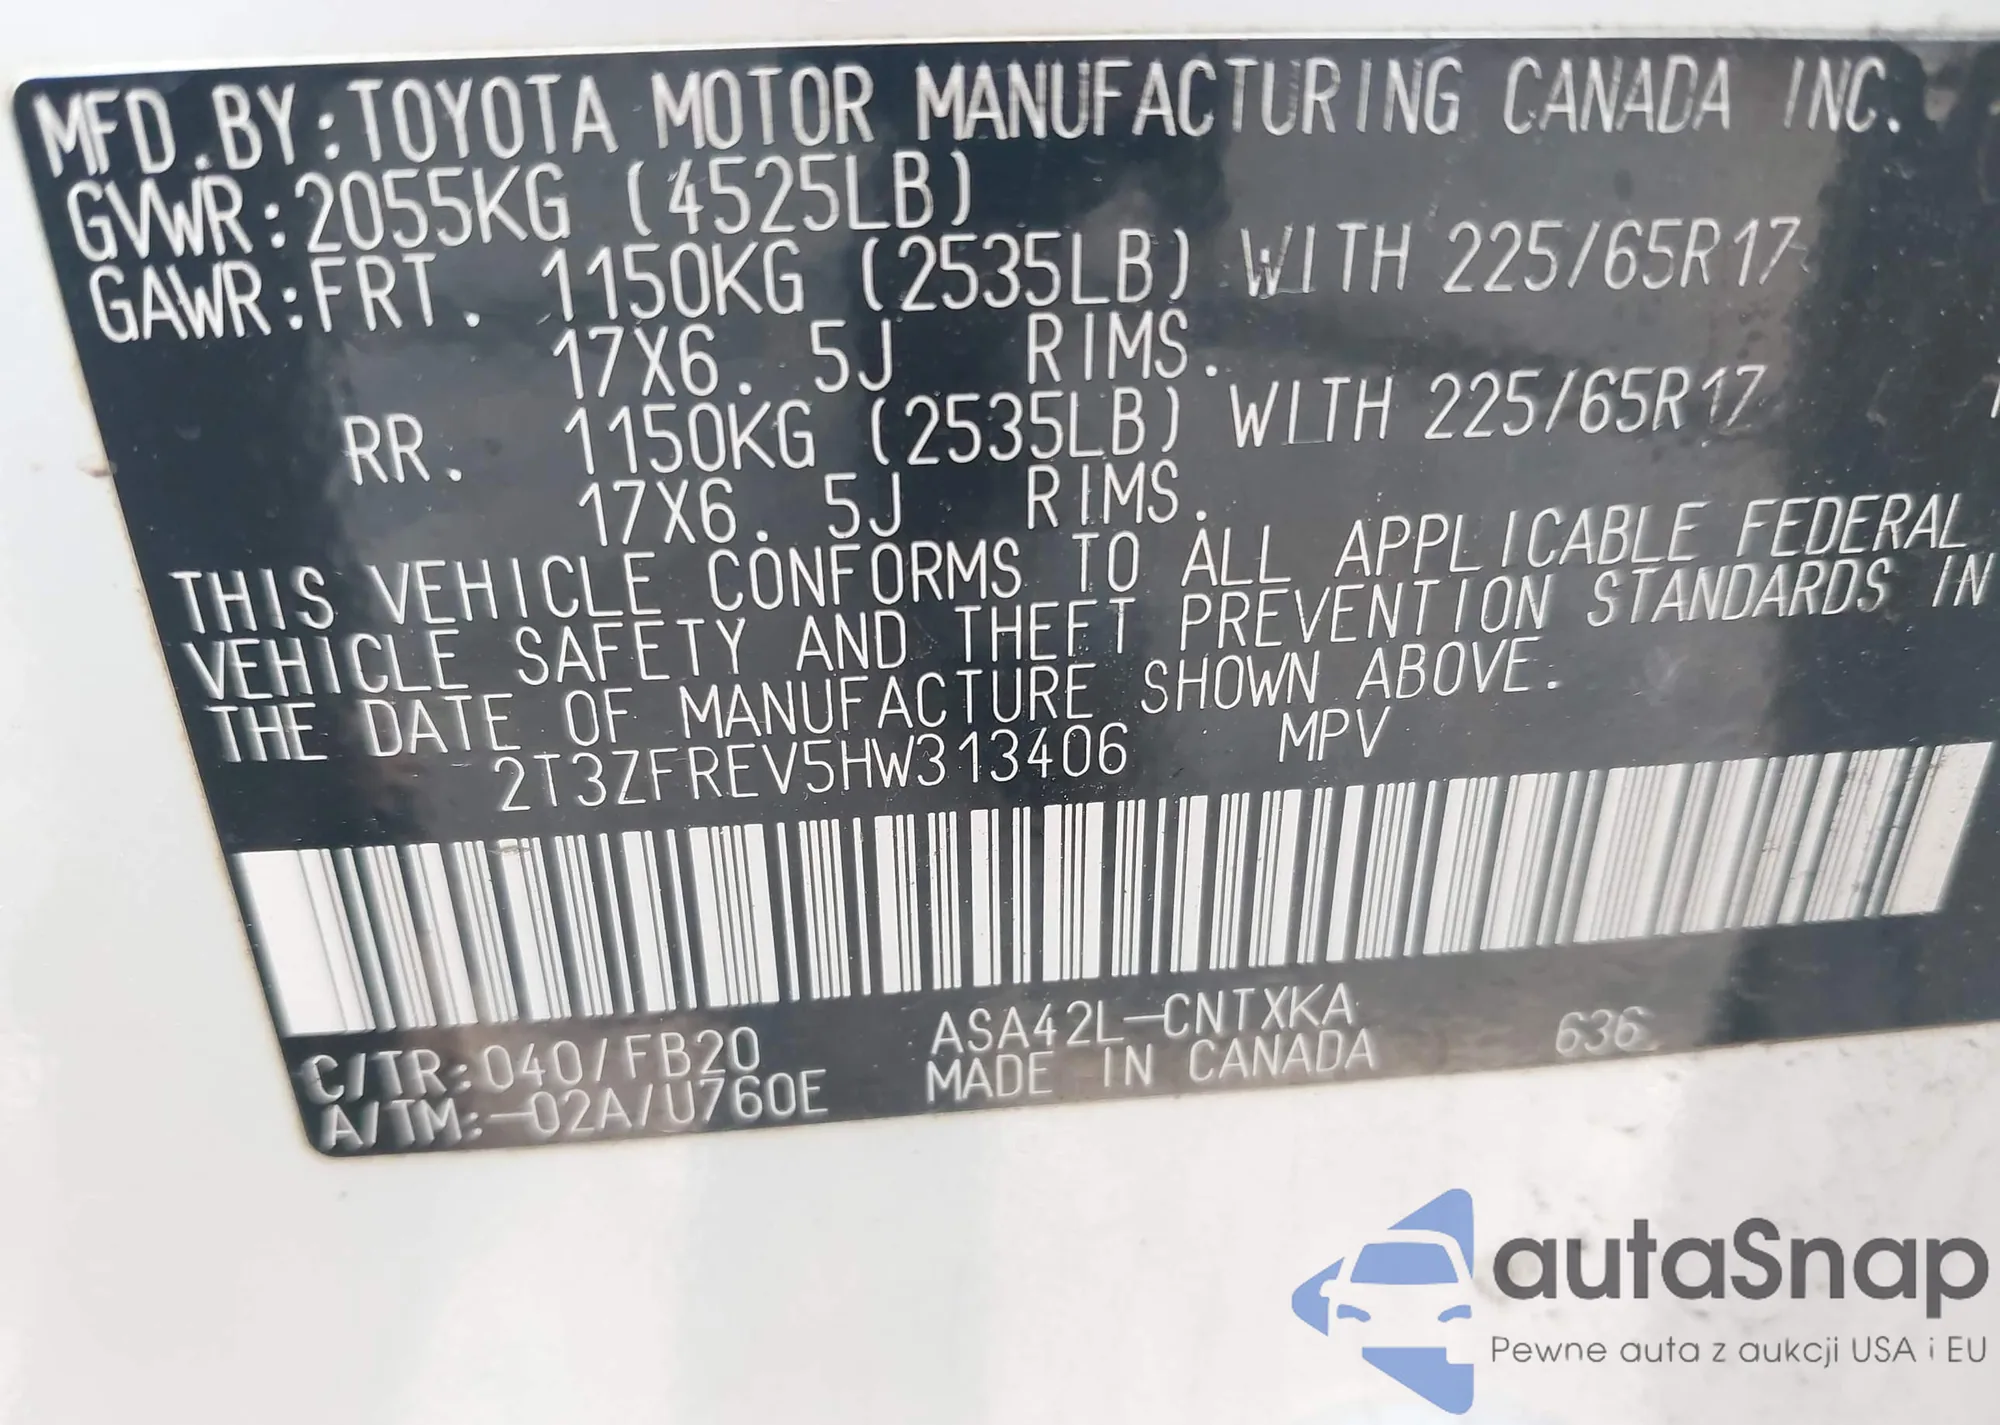 MFD.BY:TOYOTA MOTOR MANUFACTURING CANADA INC.
GVWR:2055KG (4525LB)
GAWR:FRT. 1150KG (2535LB) WITH 225/65R17
17X6.5J RIMS.
RR. 1150KG (2535LB) WITH 225/65R17
17X6.5J RIMS.
THIS VEHICLE CONFORMS TO ALL APPLICABLE FEDERAL
VEHICLE SAFETY AND THEFT PREVENTION STANDARDS IN
THE DATE OF MANUFACTURE SHOWN ABOVE.
2T3ZFREV5HW313406 MPV
C/TR:040/FB20 ASA42L-CNTXKA 636
A/TM:-02A/U760E MADE IN CANADA
autaSnap
Pewne auta z aukcji USA i EU